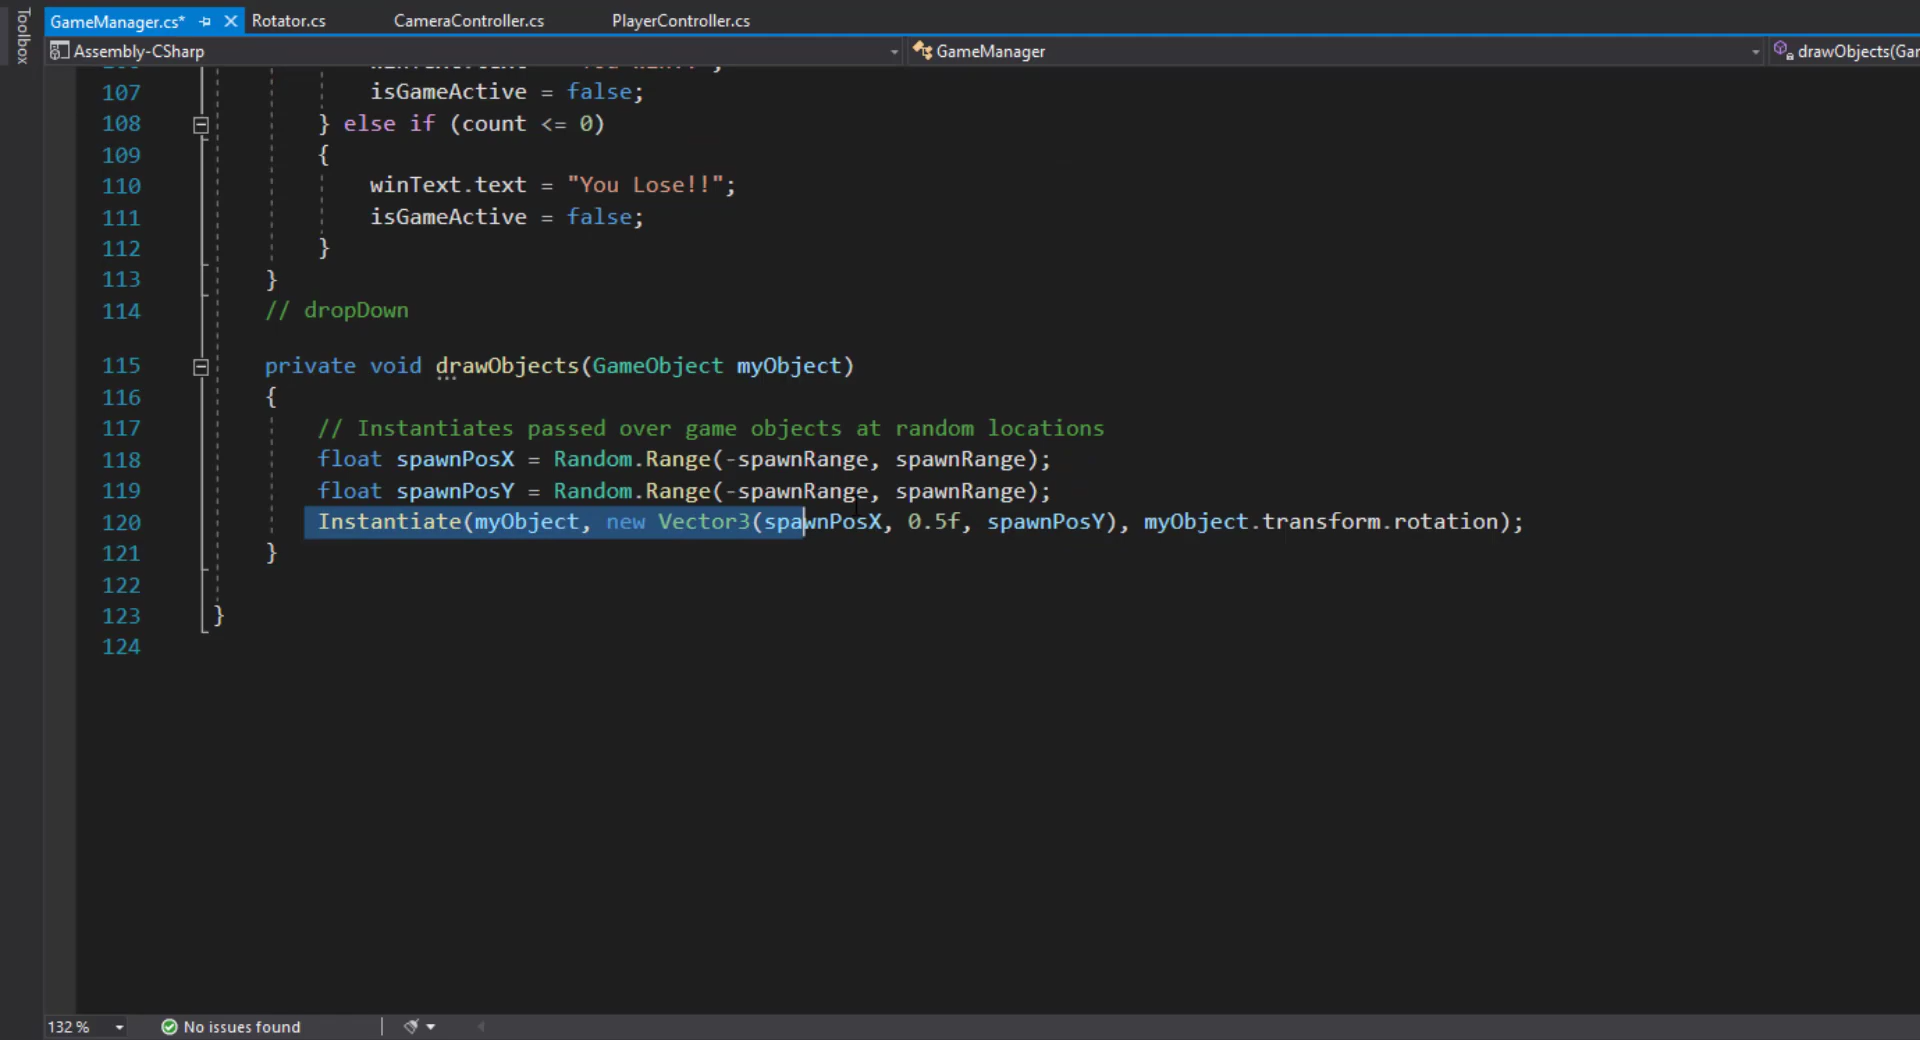 Toolbox
GameManager.cs* Rotator.cs CameraController.cs PlayerController.cs
Assembly-CSharp GameManager drawObjects(Gar
107 isGameActive = false;
108 } else if (count <= 0)
109 {
110 winText.text = "You Lose!!";
111 isGameActive = false;
112 }
113 }
114 // dropDown
115 private void drawObjects(GameObject myObject)
116 {
117 // Instantiates passed over game objects at random locations
118 float spawnPosX = Random.Range(-spawnRange, spawnRange);
119 float spawnPosY = Random.Range(-spawnRange, spawnRange);
120 Instantiate(myObject, new Vector3(spawnPosX, 0.5f, spawnPosY), myObject.transform.rotation);
121 }
122
123 }
124
132 % No issues found